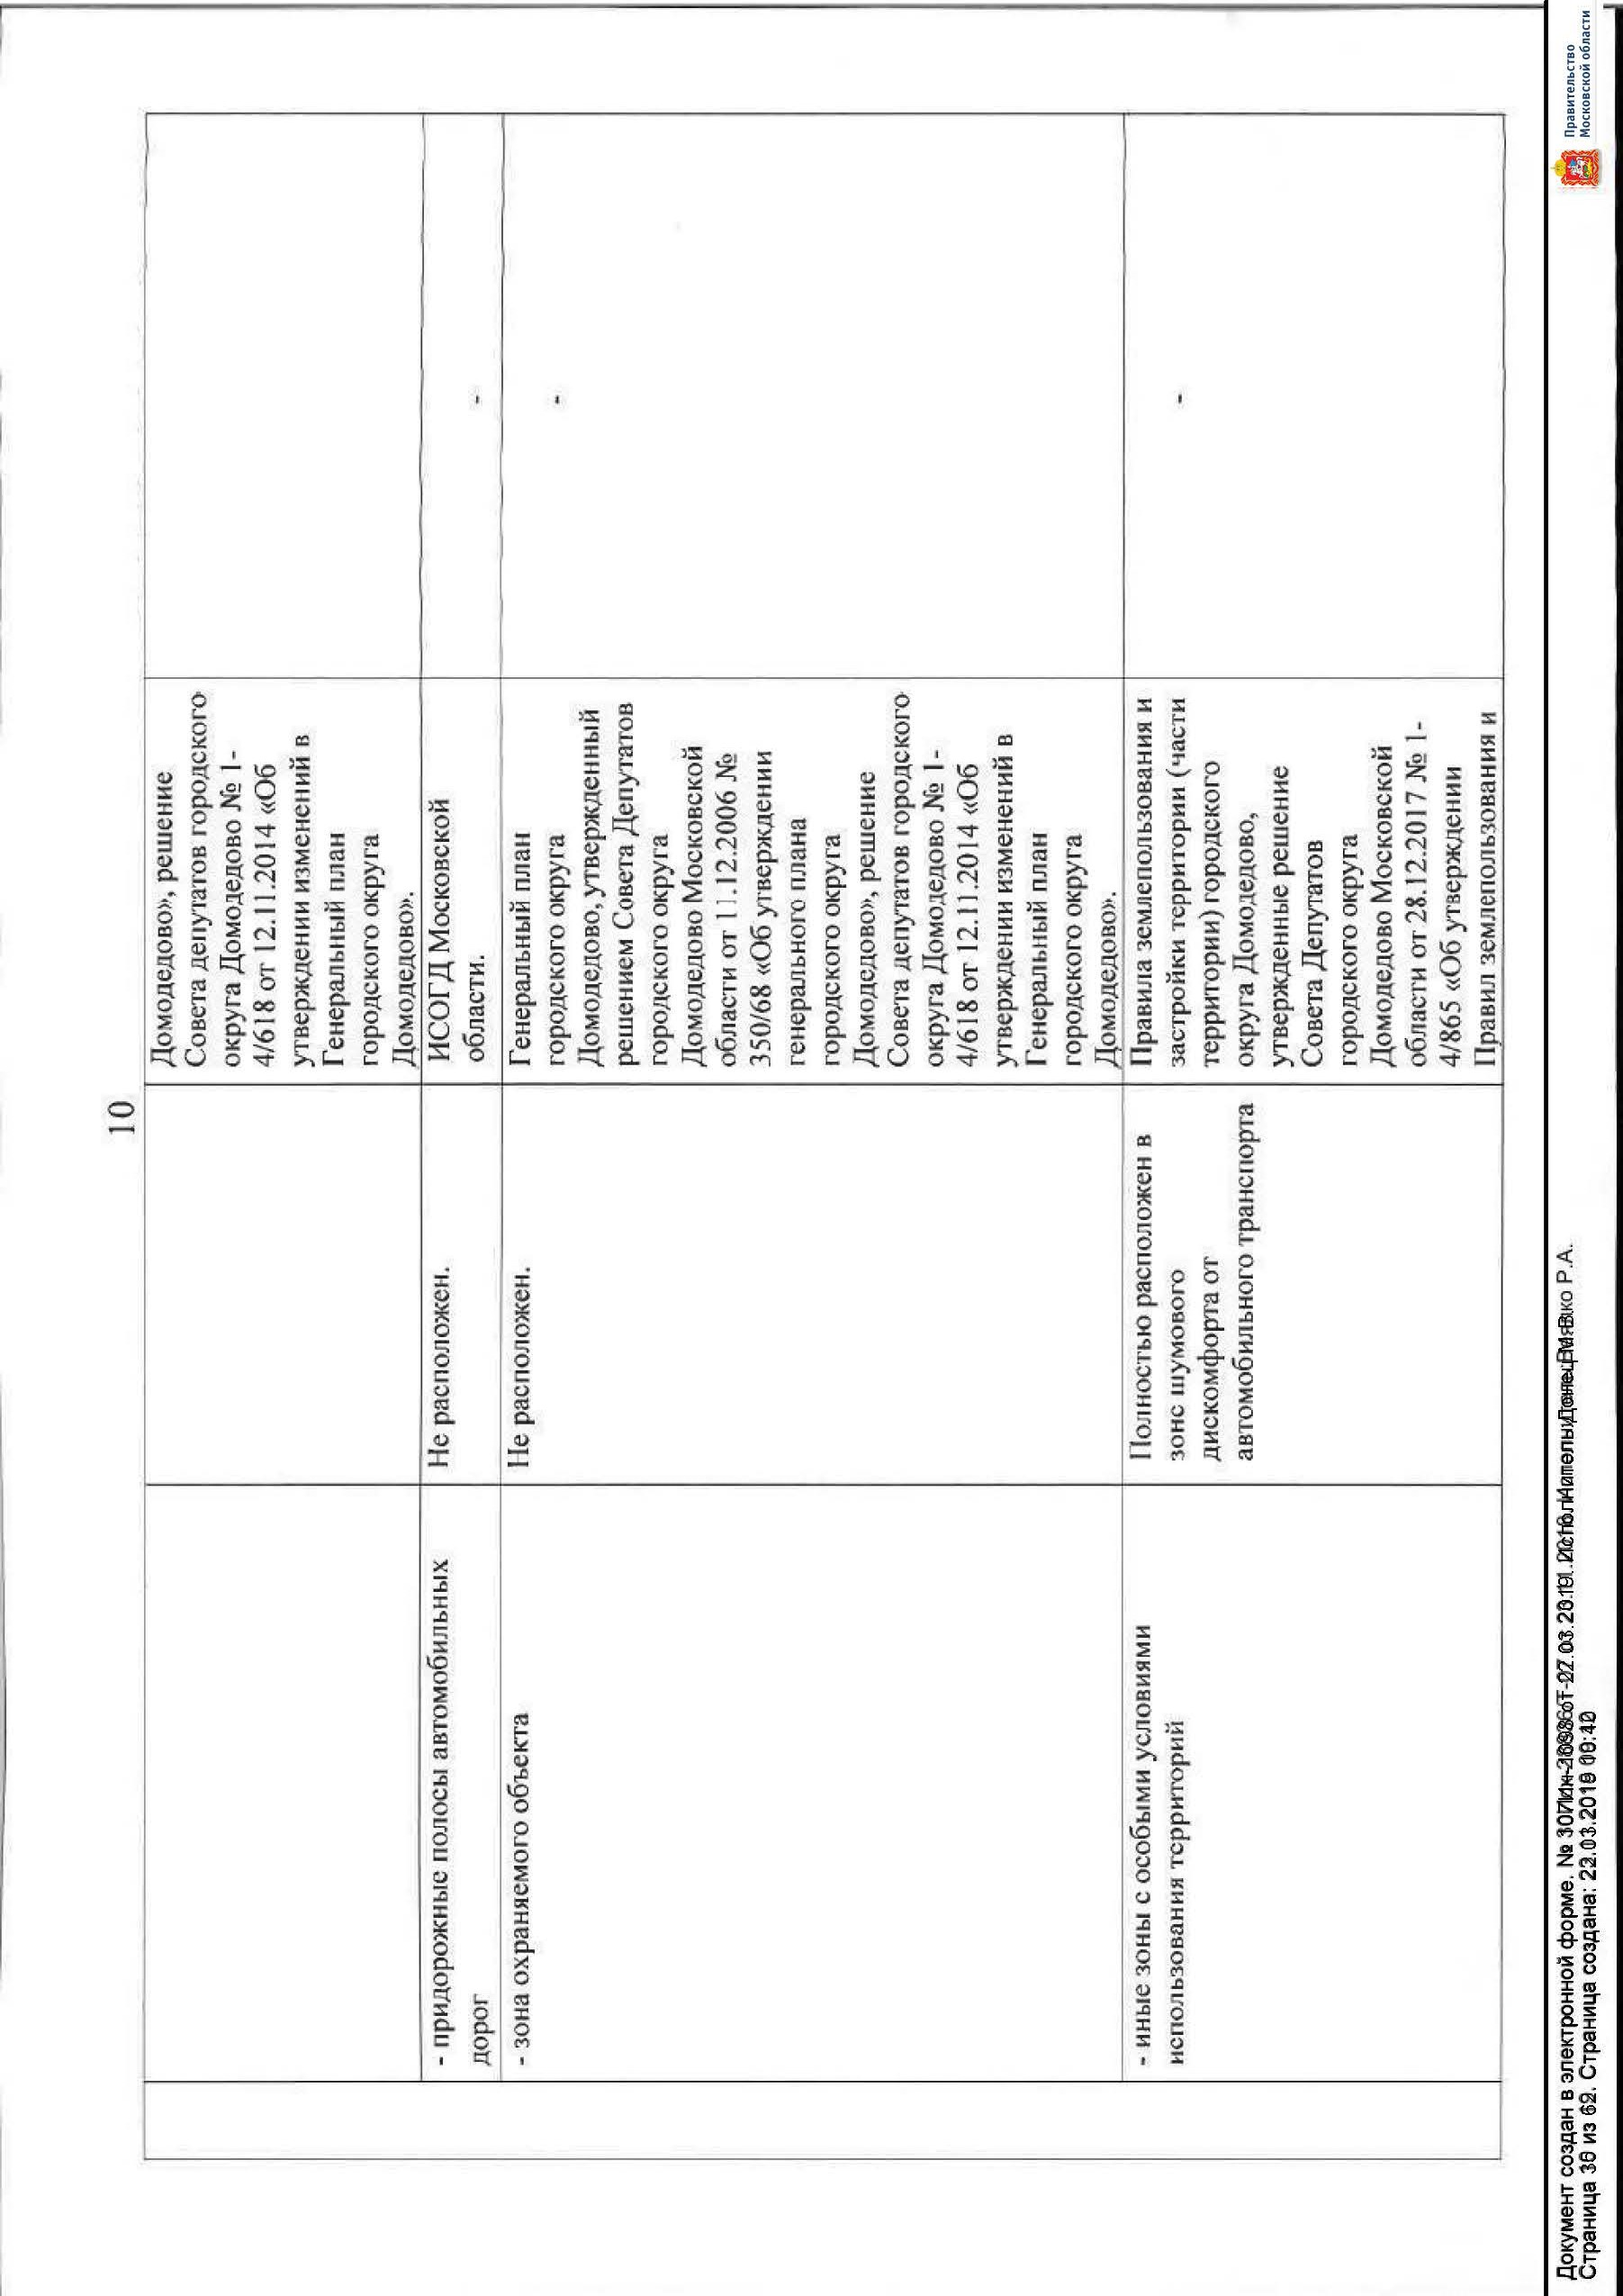 10
Домодедово», решение
Совета депутатов городского
округа Домодедово № 1-
4/618 от 12.11.2014 «Об
утверждении изменений в
Генеральный план
городского округа
Домодедово».
- придорожные полосы автомобильных
дорог
Не расположен.
ИСОГД Московской
области.
-
- зона охраняемого объекта
Не расположен.
Генеральный план
городского округа
Домодедово, утвержденный
решением Совета Депутатов
городского округа
Домодедово Московской
области от 11.12.2006 №
350/68 «Об утверждении
генерального плана
городского округа
Домодедово», решение
Совета депутатов городского
округа Домодедово № 1-
4/618 от 12.11.2014 «Об
утверждении изменений в
Генеральный план
городского округа
Домодедово».
-
- иные зоны с особыми условиями
использования территорий
Полностью расположен в
зоне шумового
дискомфорта от
автомобильного транспорта
Правила землепользования и
застройки территории (части
территории) городского
округа Домодедово,
утвержденные решение
Совета Депутатов
городского округа
Домодедово Московской
области от 28.12.2017 № 1-
4/865 «Об утверждении
Правил землепользования и
-
Документ создан в электронной форме. №
Страница из Страница создана:
Правительство
Московской области